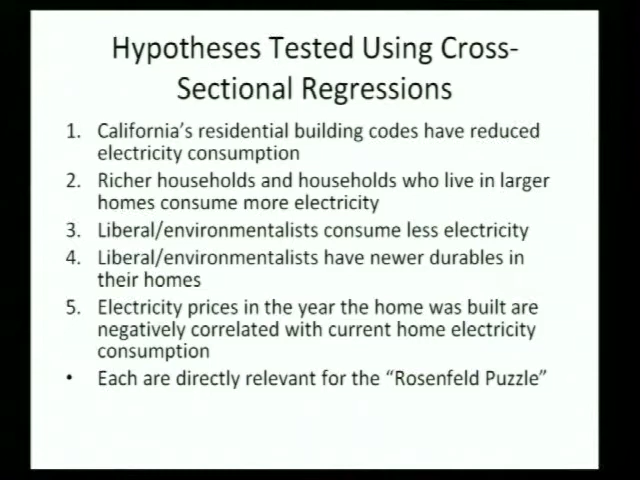 Hypotheses Tested Using Cross-
Sectional Regressions
1. California's residential building codes have reduced
electricity consumption
2. Richer households and households who live in larger
homes consume more electricity
3. Liberal/environmentalists consume less electricity
4. Liberal/environmentalists have newer durables in
their homes
5. Electricity prices in the year the home was built are
negatively correlated with current home electricity
consumption
• Each are directly relevant for the "Rosenfeld Puzzle"